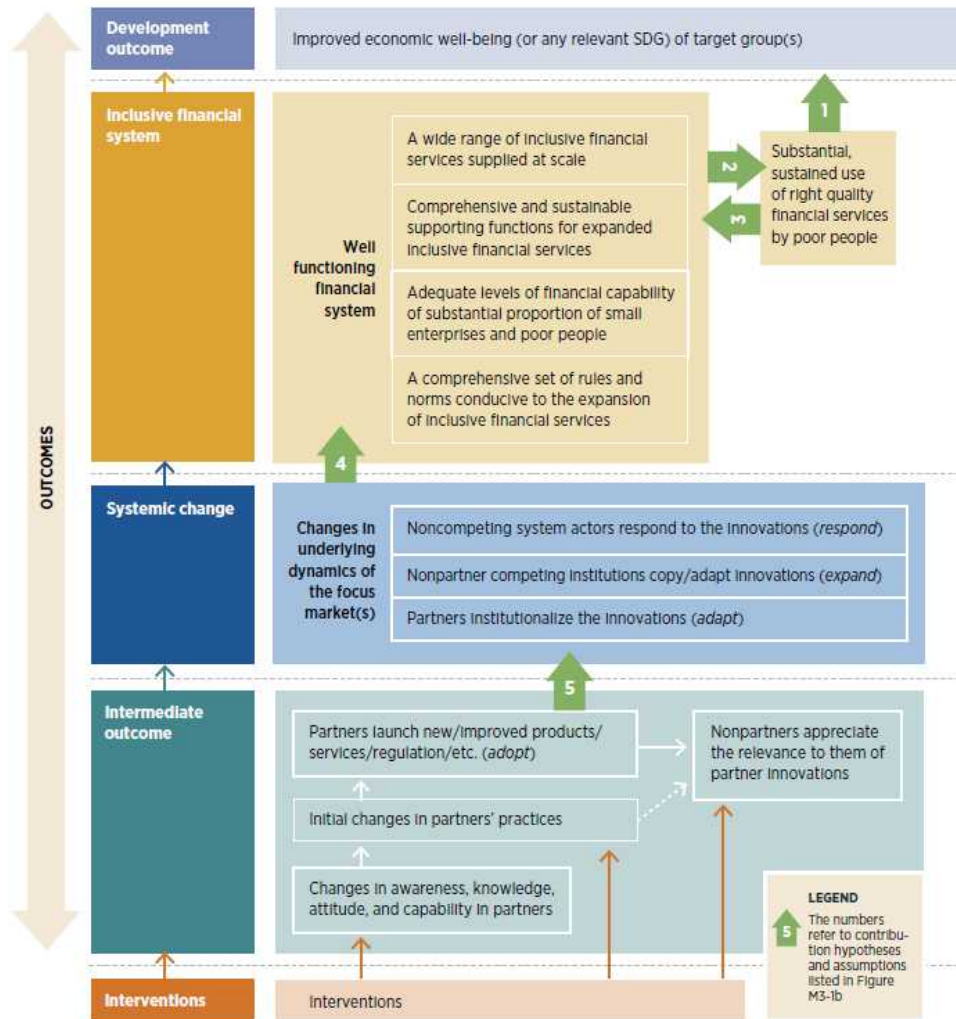 Development
outcome
Improved economic well-being (or any relevant SDG) of target group(s)
1
Inclusive financial
system
Well
functioning
financial
system
A wide range of inclusive financial
services supplied at scale
Comprehensive and sustainable
supporting functions for expanded
inclusive financial services
Adequate levels of financial capability
of substantial proportion of small
enterprises and poor people
A comprehensive set of rules and
norms conducive to the expansion
of inclusive financial services
2
3
Substantial,
sustained use
of right quality
financial services
by poor people
OUTCOMES
4
Systemic change
Changes in
underlying
dynamics of
the focus
market(s)
Noncompeting system actors respond to the innovations (respond)
Nonpartner competing institutions copy/adapt innovations (expand)
Partners institutionalize the innovations (adapt)
5
Intermediate
outcome
Partners launch new/improved products/
services/regulation/etc. (adopt)
Nonpartners appreciate
the relevance to them of
partner innovations
Initial changes in partners' practices
Changes in awareness, knowledge,
attitude, and capability in partners
LEGEND
5
The numbers
refer to contribu-
tion hypotheses
and assumptions
listed in Figure
M3-1b
Interventions
Interventions